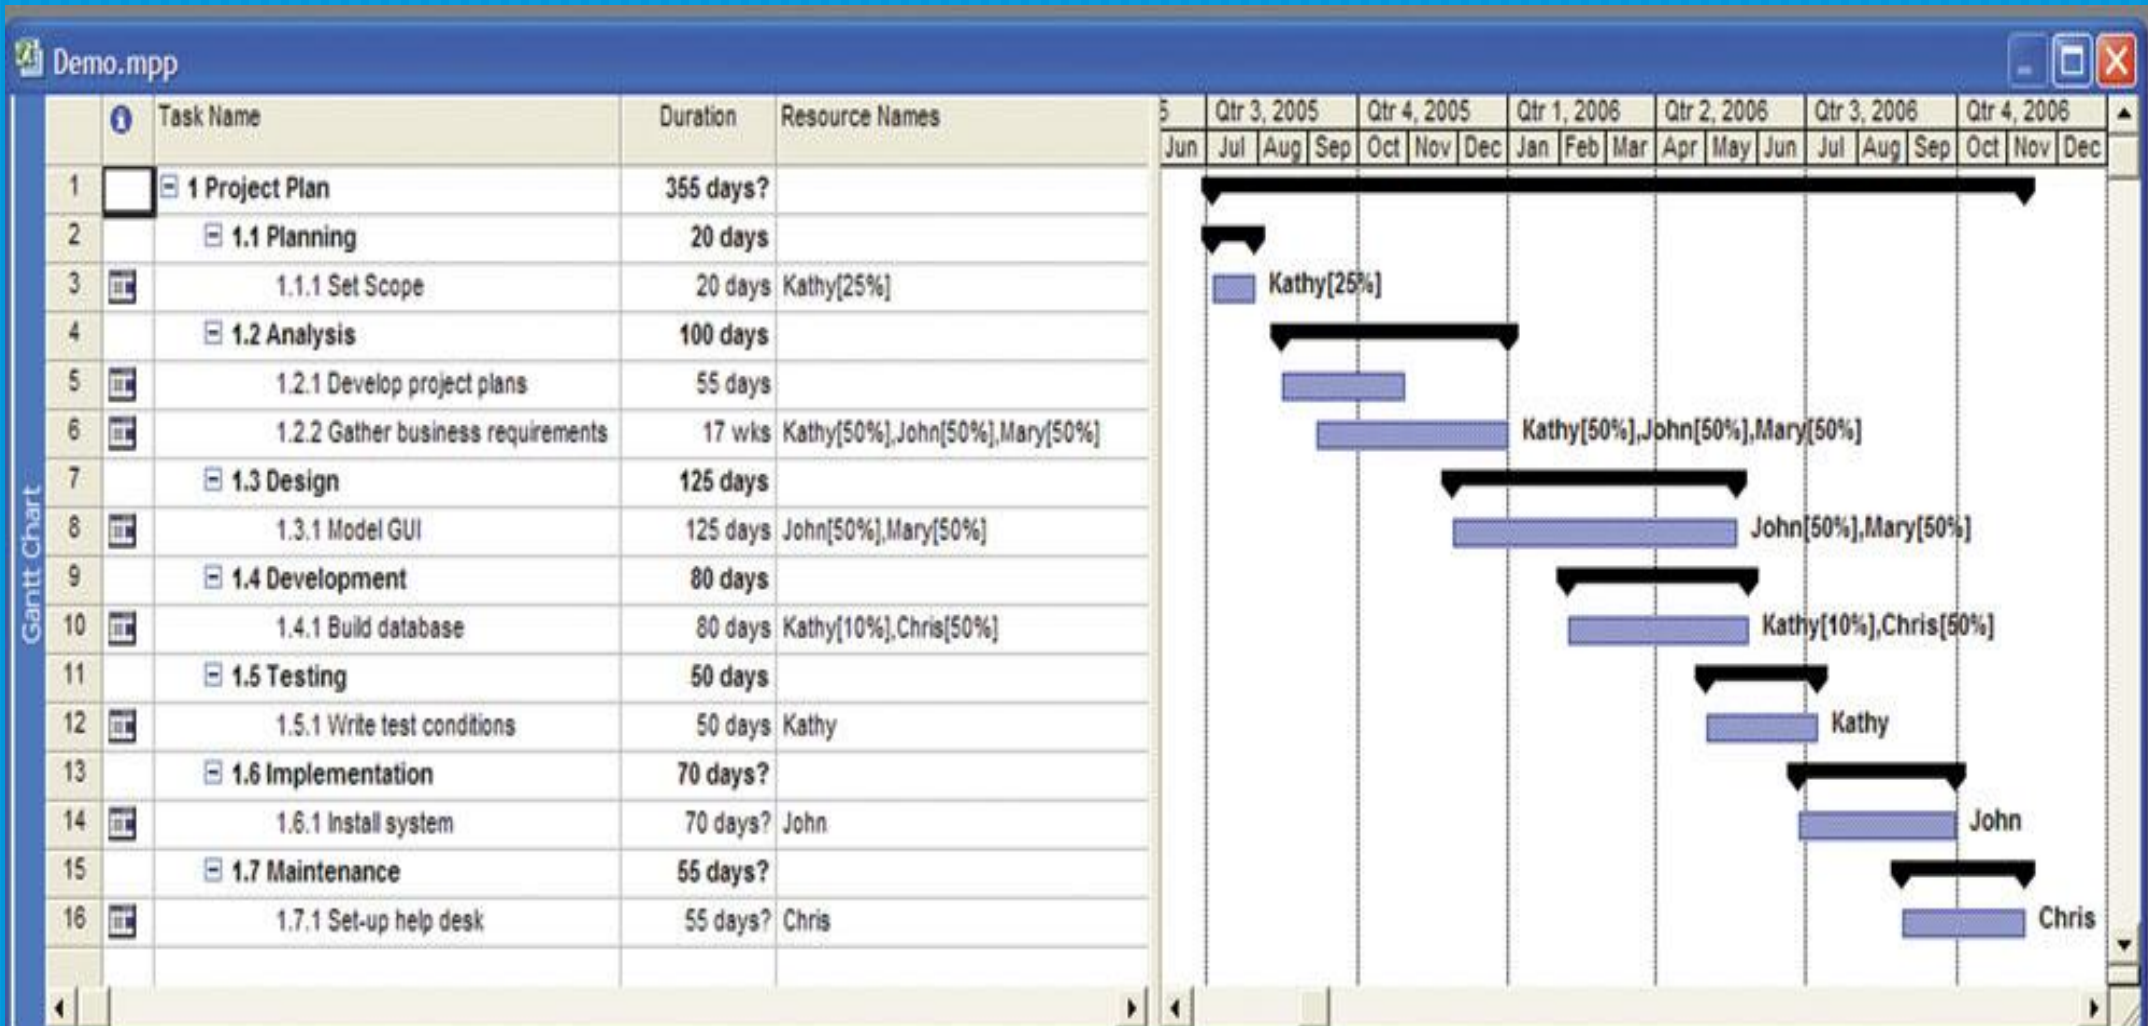 Demo.mpp
Task Name Duration Resource Names
5 Qtr 3, 2005 Qtr 4, 2005 Qtr 1, 2006 Qtr 2, 2006 Qtr 3, 2006 Qtr 4, 2006
Jun Jul Aug Sep Oct Nov Dec Jan Feb Mar Apr May Jun Jul Aug Sep Oct Nov Dec
1 1 Project Plan 355 days?
2 1.1 Planning 20 days
3 1.1.1 Set Scope 20 days Kathy[25%] Kathy[25%]
4 1.2 Analysis 100 days
5 1.2.1 Develop project plans 55 days
6 1.2.2 Gather business requirements 17 wks Kathy[50%],John[50%],Mary[50%] Kathy[50%],John[50%],Mary[50%]
7 1.3 Design 125 days
8 1.3.1 Model GUI 125 days John[50%],Mary[50%] John[50%],Mary[50%]
9 1.4 Development 80 days
10 1.4.1 Build database 80 days Kathy[10%],Chris[50%] Kathy[10%],Chris[50%]
11 1.5 Testing 50 days
12 1.5.1 Write test conditions 50 days Kathy Kathy
13 1.6 Implementation 70 days?
14 1.6.1 Install system 70 days? John John
15 1.7 Maintenance 55 days?
16 1.7.1 Set-up help desk 55 days? Chris Chris
Gantt Chart